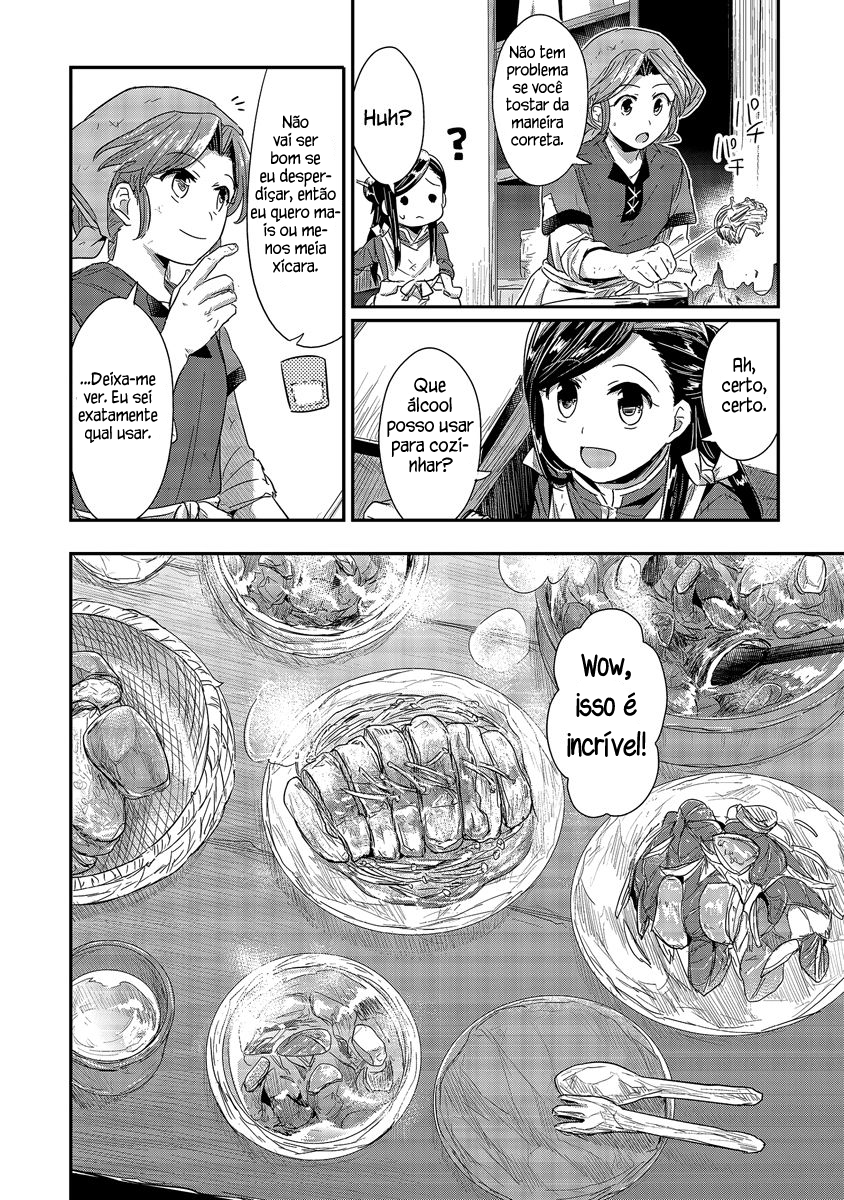 Não tem
problema
se você
tostar da
maneira
correta.
パチ
パチ
Huh?
?
Ah,
certo,
certo.
Que
álcool
posso usar
para cozi-
nhar?
Não
vai ser
bom se
eu desper-
diçar, então
eu quero ma-
is ou me-
nos meia
xícara.
...Deixa-me
ver. Eu sei
exatamente
qual usar.
Wow,
isso é
incrível!